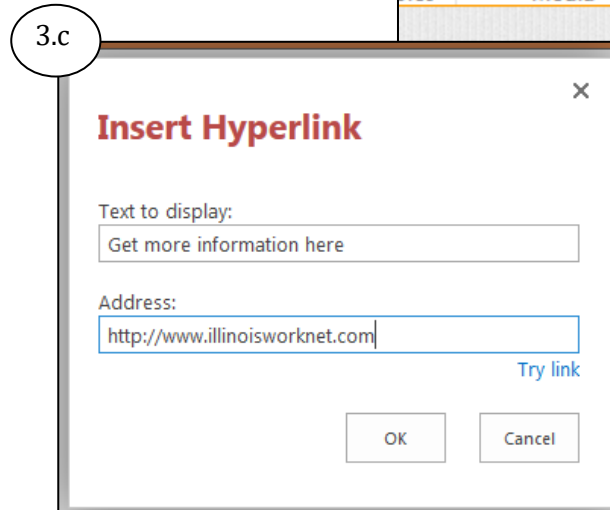 3.c
Insert Hyperlink
Text to display:
Get more information here
Address:
http://www.illinoisworknet.com
Try link
OK
Cancel